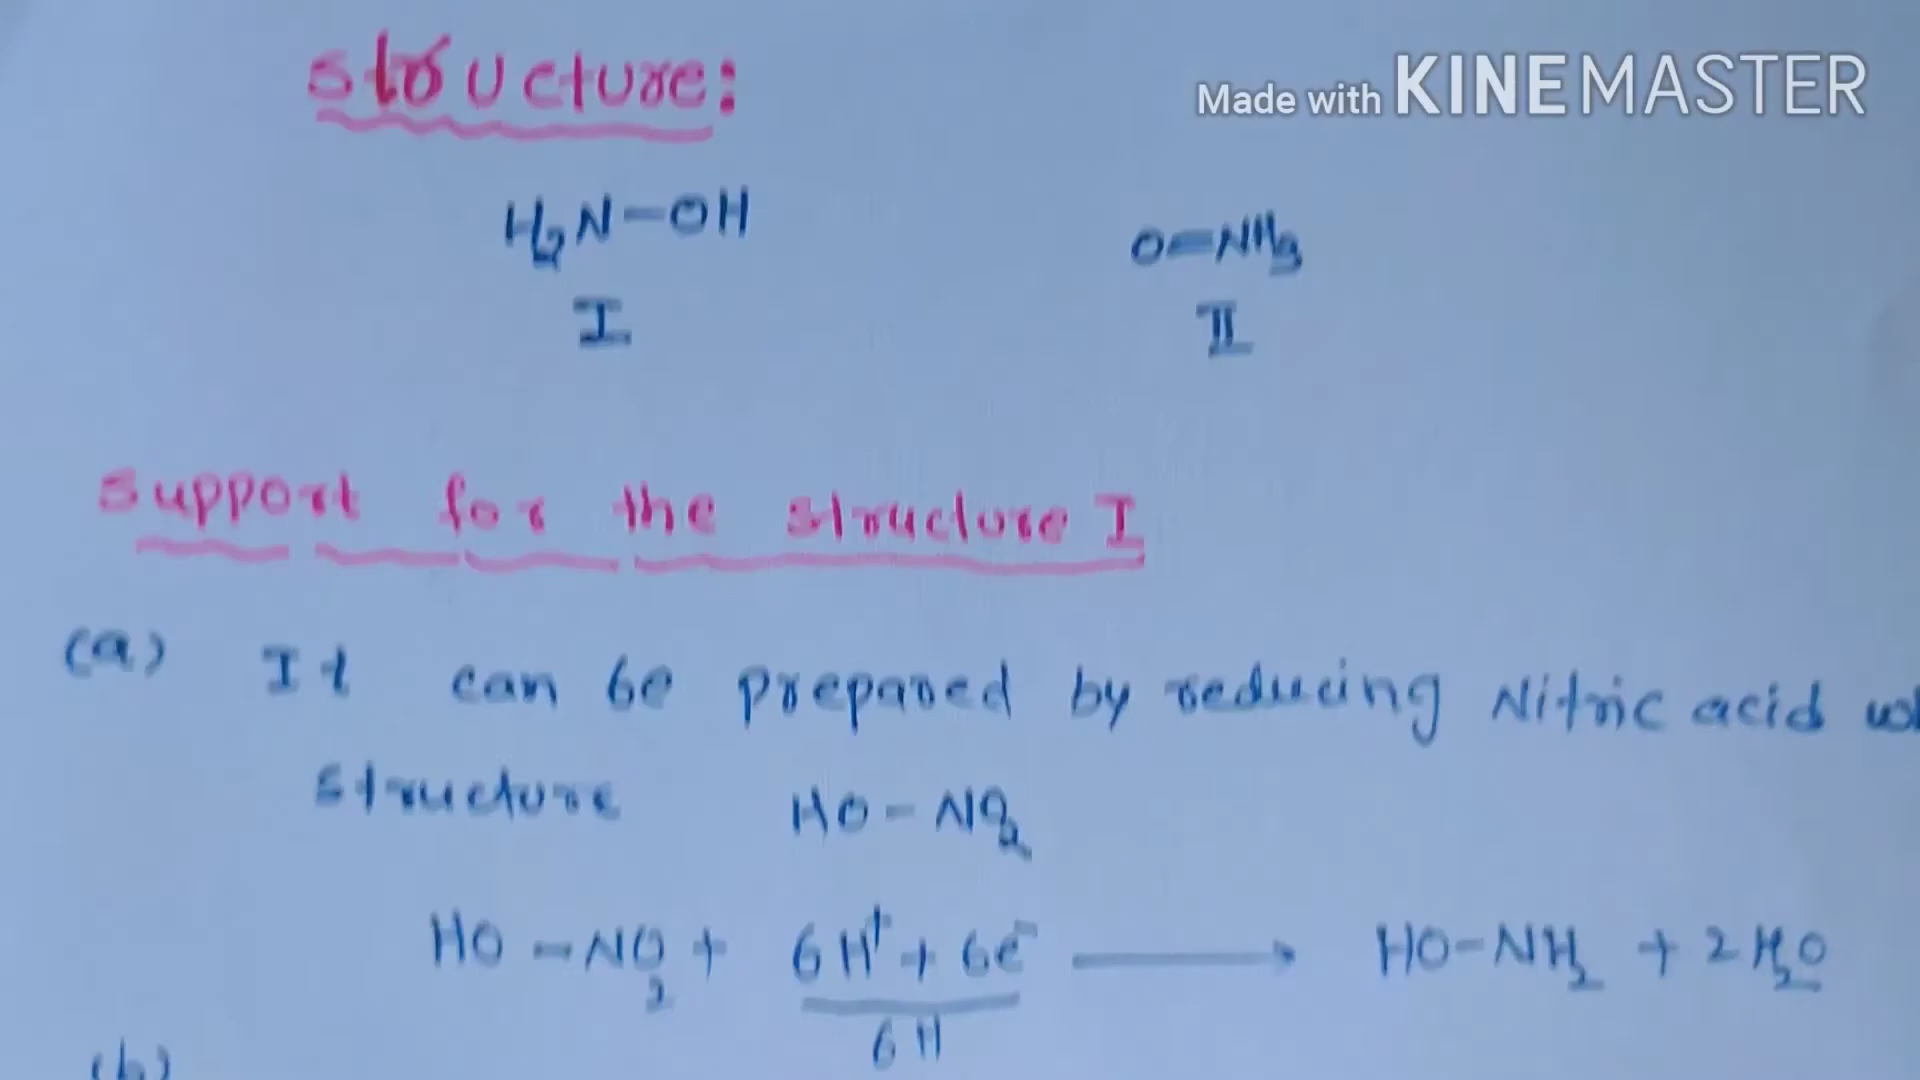 Structure:
Made with KINEMASTER
H₂N-OH
O=NH₃
I
II
Support for the structure I
(a) It can be prepared by reducing Nitric acid
structure HO-NO₂
HO-NO₂ + 6H⁺ + 6e⁻ ⟶ HO-NH₂ + 2H₂O
6H
(b)